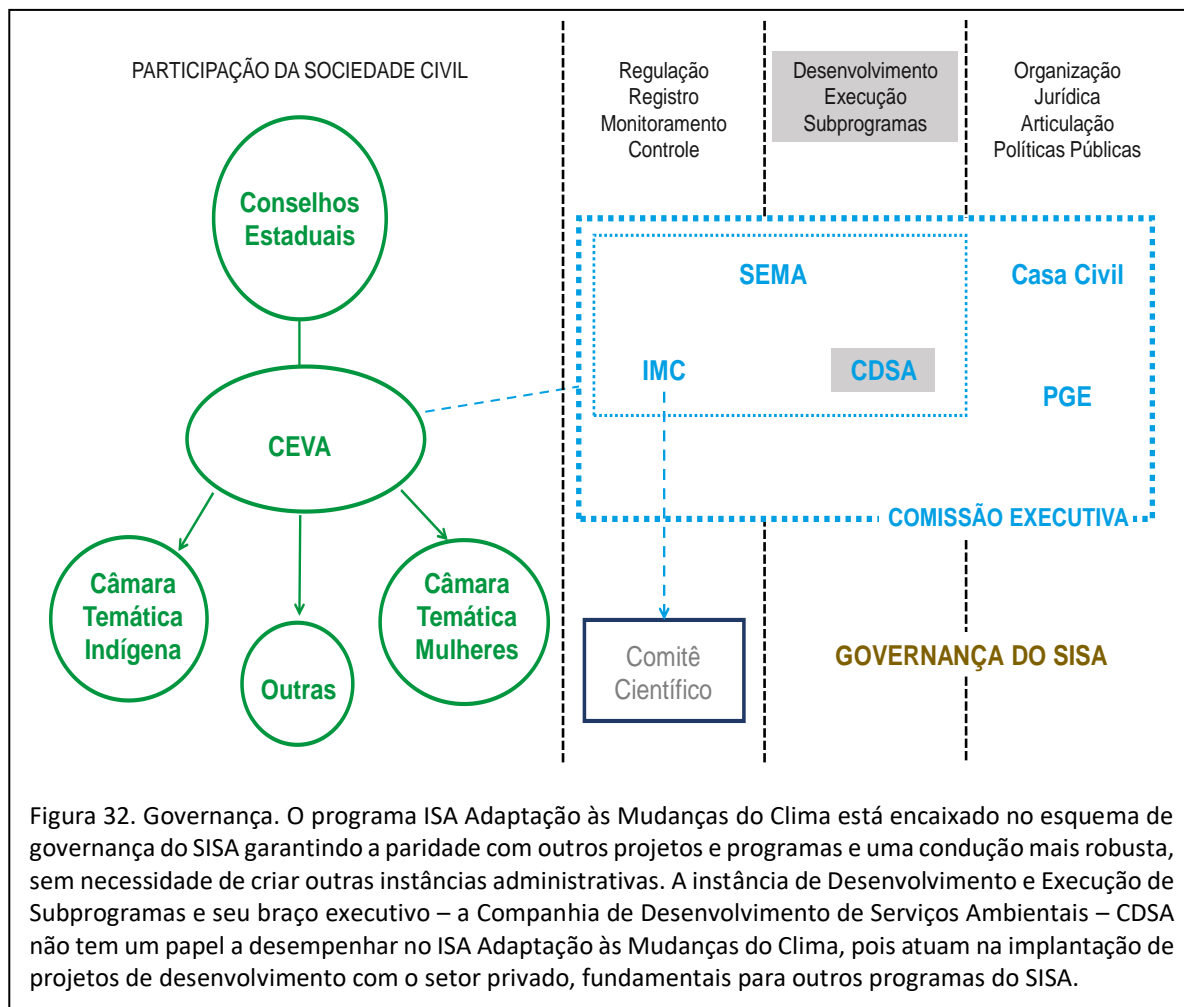 PARTICIPAÇÃO DA SOCIEDADE CIVIL
Regulação
Registro
Monitoramento
Controle
Desenvolvimento
Execução
Subprogramas
Organização
Jurídica
Articulação
Políticas Públicas
Conselhos
Estaduais
CEVA
Câmara
Temática
Indígena
Outras
Câmara
Temática
Mulheres
SEMA
Casa Civil
IMC
CDSA
PGE
COMISSÃO EXECUTIVA
Comitê
Científico
GOVERNANÇA DO SISA
Figura 32. Governança. O programa ISA Adaptação às Mudanças do Clima está encaixado no esquema de
governança do SISA garantindo a paridade com outros projetos e programas e uma condução mais robusta,
sem necessidade de criar outras instâncias administrativas. A instância de Desenvolvimento e Execução de
Subprogramas e seu braço executivo – a Companhia de Desenvolvimento de Serviços Ambientais – CDSA
não tem um papel a desempenhar no ISA Adaptação às Mudanças do Clima, pois atuam na implantação de
projetos de desenvolvimento com o setor privado, fundamentais para outros programas do SISA.